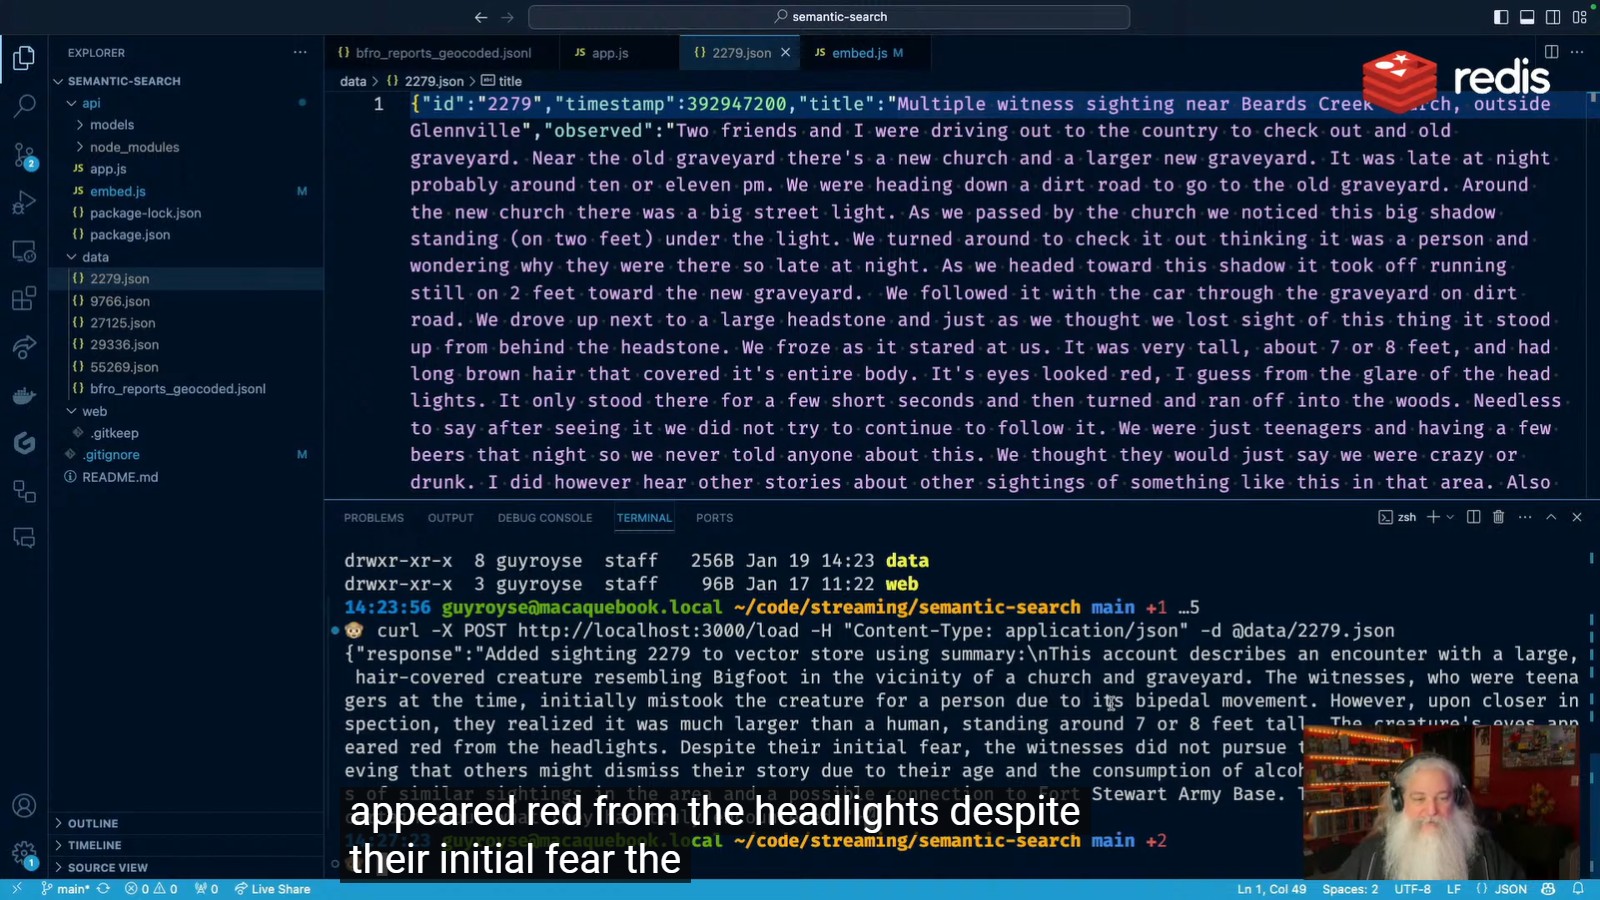 semantic-search
EXPLORER
bfro_reports_geocoded.jsonl
JS app.js
{} 2279.json
JS embed.js M
redis
SEMANTIC-SEARCH
data > {} 2279.json > title
api
models
node_modules
app.js
embed.js M
package-lock.json
package.json
data
2279.json
9766.json
27125.json
29336.json
55269.json
bfro_reports_geocoded.jsonl
web
.gitkeep
.gitignore M
README.md
1 {"id":"2279","timestamp":392947200,"title":"Multiple witness sighting near Beards Creek outside
Glennville","observed":"Two friends and I were driving out to the country to check out and old
graveyard. Near the old graveyard there's a new church and a larger new graveyard. It was late at night
probably around ten or eleven pm. We were heading down a dirt road to go to the old graveyard. Around
the new church there was a big street light. As we passed by the church we noticed this big shadow
standing (on two feet) under the light. We turned around to check it out thinking it was a person and
wondering why they were there so late at night. As we headed toward this shadow it took off running
still on 2 feet toward the new graveyard.  We followed it with the car through the graveyard on dirt
road. We drove up next to a large headstone and just as we thought we lost sight of this thing it stood
up from behind the headstone. We froze as it stared at us. It was very tall, about 7 or 8 feet, and had
long brown hair that covered it's entire body. It's eyes looked red, I guess from the glare of the head
lights. It only stood there for a few short seconds and then turned and ran off into the woods. Needless
to say after seeing it we did not try to continue to follow it. We were just teenagers and having a few
beers that night so we never told anyone about this. We thought they would just say we were crazy or
drunk. I did however hear other stories about other sightings of something like this in that area. Also
PROBLEMS OUTPUT DEBUG CONSOLE TERMINAL PORTS
zsh
drwxr-xr-x 8 guyroyse staff 256B Jan 19 14:23 data
drwxr-xr-x 3 guyroyse staff 96B Jan 17 11:22 web
14:23:56 guyroyse@macaquebook.local ~/code/streaming/semantic-search main +1 …5
curl -X POST http://localhost:3000/load -H "Content-Type: application/json" -d @data/2279.json
{"response":"Added sighting 2279 to vector store using summary:\nThis account describes an encounter with a large,
hair-covered creature resembling Bigfoot in the vicinity of a church and graveyard. The witnesses, who were teena
gers at the time, initially mistook the creature for a person due to its bipedal movement. However, upon closer in
spection, they realized it was much larger than a human, standing around 7 or 8 feet tall. The creature's eyes app
eared red from the headlights. Despite their initial fear, the witnesses did not pursue
eving that others might dismiss their story due to their age and the consumption of alcoh
s of similar sightings in the area and a possible connection to Fort Stewart Army Base.
14:27:23 ~/code/streaming/semantic-search main +2
appeared red from the headlights despite
their initial fear the
OUTLINE
TIMELINE
SOURCE VIEW
main* 0 0 0 Live Share
Ln 1, Col 49 Spaces: 2 UTF-8 LF {} JSON